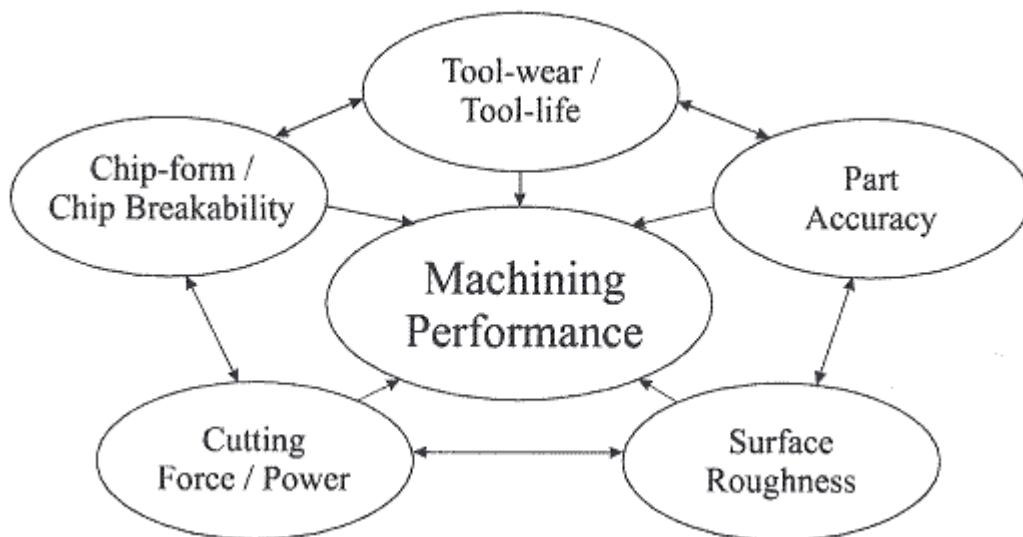 Tool-wear /
Tool-life
Chip-form /
Chip Breakability
Part
Accuracy
Machining
Performance
Cutting
Force / Power
Surface
Roughness